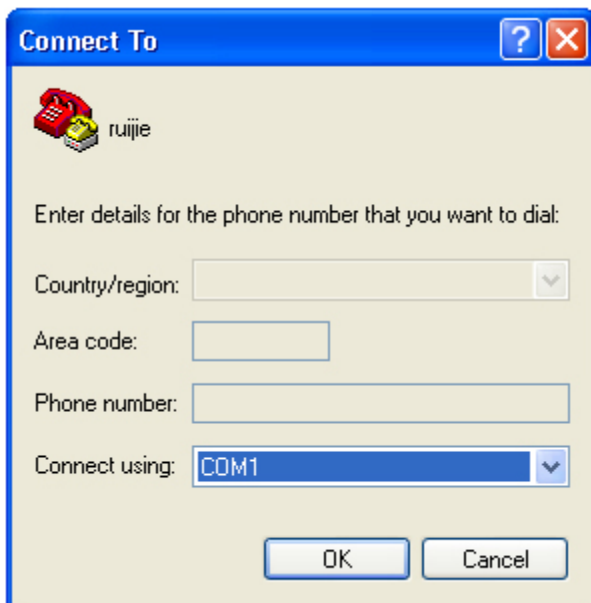 Connect To
ruijie
Enter details for the phone number that you want to dial:
Country/region:
Area code:
Phone number:
Connect using: COM1
OK Cancel